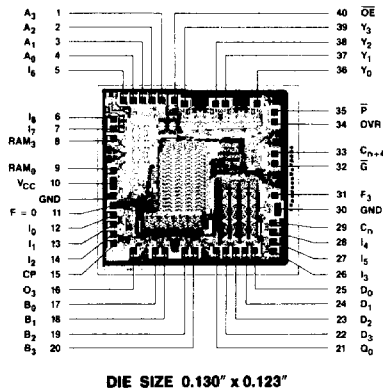 A₃ 1
A₂ 2
A₁ 3
A₀ 4
I₆ 5
I₈ 6
I₇ 7
RAM₃ 8
RAM₀ 9
VCC 10
GND
F = 0 11
I₀ 12
I₁ 13
I₂ 14
CP 15
O₃ 16
B₀ 17
B₁ 18
B₂ 19
B₃ 20
40 O̅E̅
39 Y₃
38 Y₂
37 Y₁
36 Y₀
35 P̅
34 OVR
33 Cₙ₊₄
32 G̅
31 F₃
30 GND
29 Cₙ
28 I₄
27 I₅
26 I₃
25 D₀
24 D₁
23 D₂
22 D₃
21 Q₀
DIE SIZE 0.130″ x 0.123″